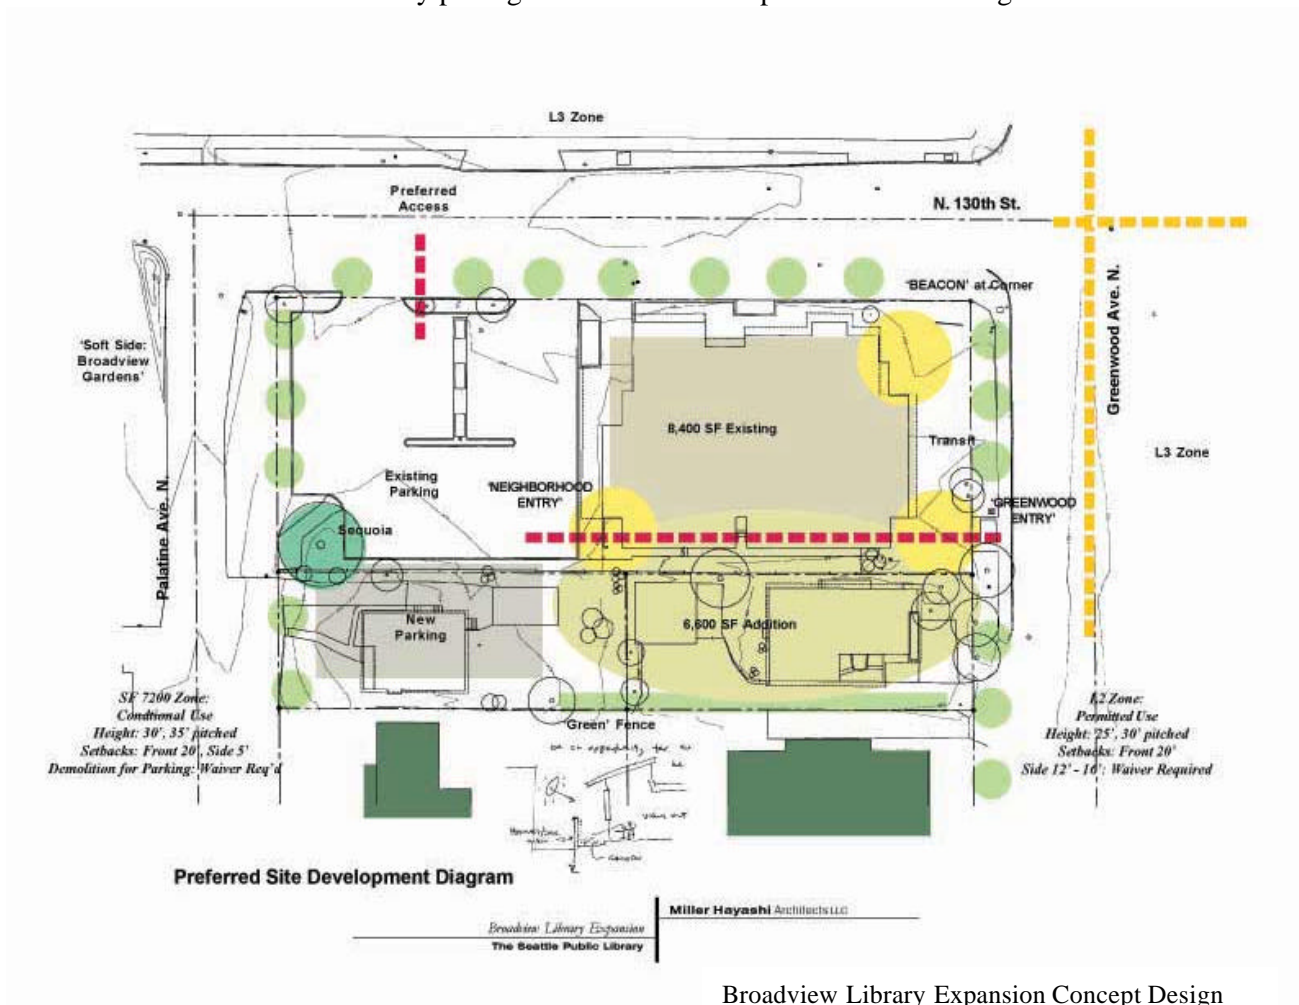 L3 Zone
Preferred
Access
N. 130th St.
'BEACON' at Corner
Greenwood Ave. N.
'Soft Side:
Broadview
Gardens'
8,400 SF Existing
Transit
L3 Zone
Existing
Parking
'NEIGHBORHOOD
ENTRY'
'GREENWOOD
ENTRY'
Sequoia
Palatine Ave. N.
New
Parking
6,600 SF Addition
SF 7200 Zone:
Condtional Use
Height: 30', 35' pitched
Setbacks: Front 20', Side 5'
Demolition for Parking: Waiver Req'd
'Green' Fence
L2 Zone:
Permitted Use
Height: 25', 30' pitched
Setbacks: Front 20'
Side 12' - 16': Waiver Required
Preferred Site Development Diagram
Miller Hayashi Architects LLC
Broadview Library Expansion
The Seattle Public Library
Broadview Library Expansion Concept Design